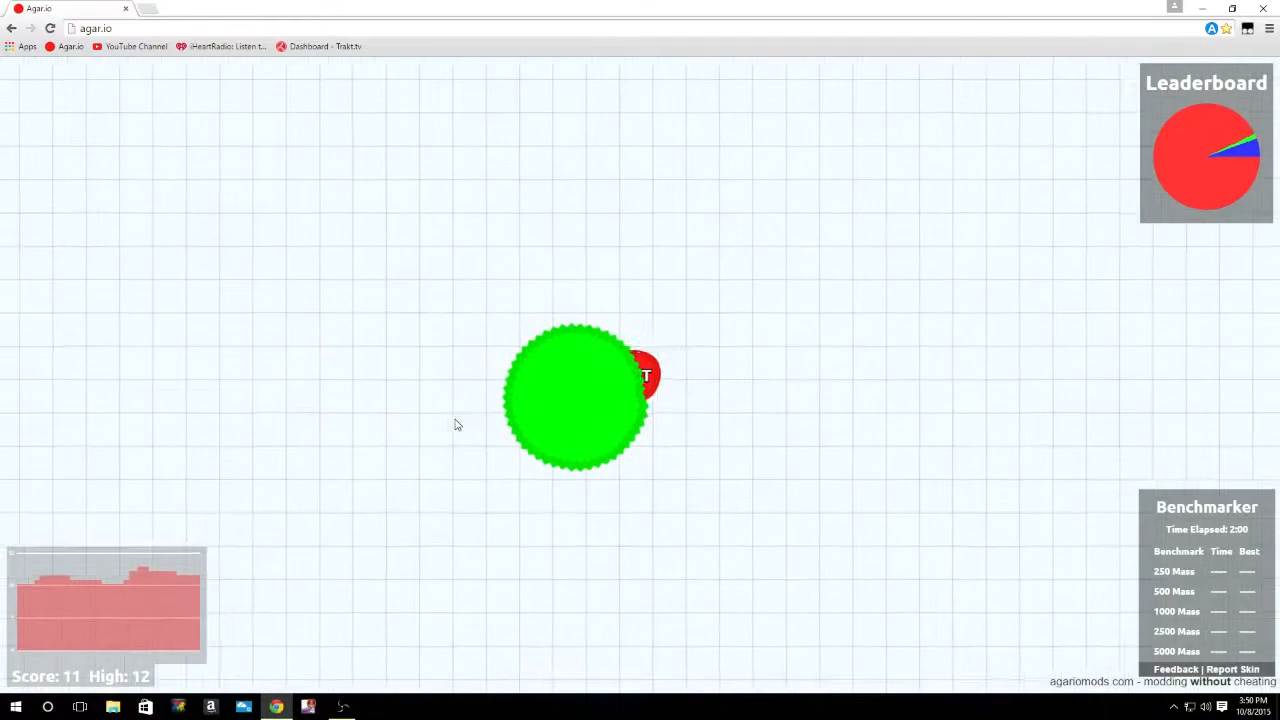 Agar.io
agar.io
Apps
Agar.io
YouTube Channel
iHeartRadio: Listen t...
Dashboard - Trakt.tv
Leaderboard
T
Benchmarker
Time Elapsed: 2:00
Benchmark Time Best
250 Mass
500 Mass
1000 Mass
2500 Mass
5000 Mass
Feedback | Report Skin
Score: 11 High: 12
agariomods.com - modding without cheating
3:50 PM
10/8/2015